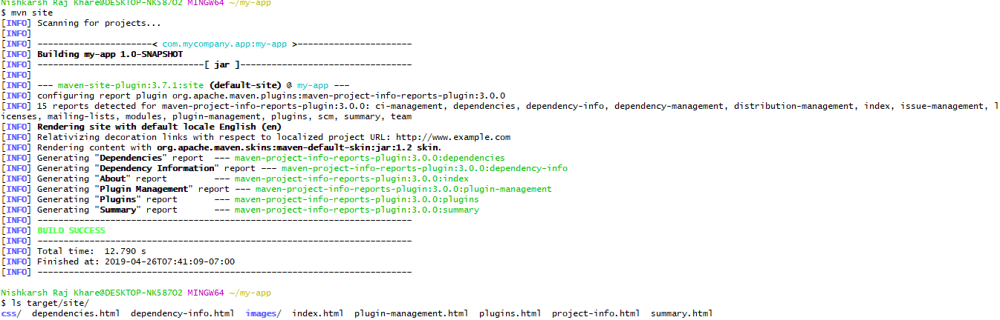 Nishkarsh Raj Khare@DESKTOP-NK587O2 MINGW64 ~/my-app
$ mvn site
[INFO] Scanning for projects...
[INFO]
[INFO] ----------------------< com.mycompany.app:my-app >----------------------
[INFO] Building my-app 1.0-SNAPSHOT
[INFO] --------------------------------[ jar ]---------------------------------
[INFO]
[INFO] --- maven-site-plugin:3.7.1:site (default-site) @ my-app ---
[INFO] configuring report plugin org.apache.maven.plugins:maven-project-info-reports-plugin:3.0.0
[INFO] 15 reports detected for maven-project-info-reports-plugin:3.0.0: ci-management, dependencies, dependency-info, dependency-management, distribution-management, index, issue-management, l
icenses, mailing-lists, modules, plugin-management, plugins, scm, summary, team
[INFO] Rendering site with default locale English (en)
[INFO] Relativizing decoration links with respect to localized project URL: http://www.example.com
[INFO] Rendering content with org.apache.maven.skins:maven-default-skin:jar:1.2 skin.
[INFO] Generating "Dependencies" report  --- maven-project-info-reports-plugin:3.0.0:dependencies
[INFO] Generating "Dependency Information" report --- maven-project-info-reports-plugin:3.0.0:dependency-info
[INFO] Generating "About" report         --- maven-project-info-reports-plugin:3.0.0:index
[INFO] Generating "Plugin Management" report --- maven-project-info-reports-plugin:3.0.0:plugin-management
[INFO] Generating "Plugins" report       --- maven-project-info-reports-plugin:3.0.0:plugins
[INFO] Generating "Summary" report       --- maven-project-info-reports-plugin:3.0.0:summary
[INFO] ------------------------------------------------------------------------
[INFO] BUILD SUCCESS
[INFO] ------------------------------------------------------------------------
[INFO] Total time:  12.790 s
[INFO] Finished at: 2019-04-26T07:41:09-07:00
[INFO] ------------------------------------------------------------------------
Nishkarsh Raj Khare@DESKTOP-NK587O2 MINGW64 ~/my-app
$ ls target/site/
css/  dependencies.html  dependency-info.html  images/  index.html  plugin-management.html  plugins.html  project-info.html  summary.html